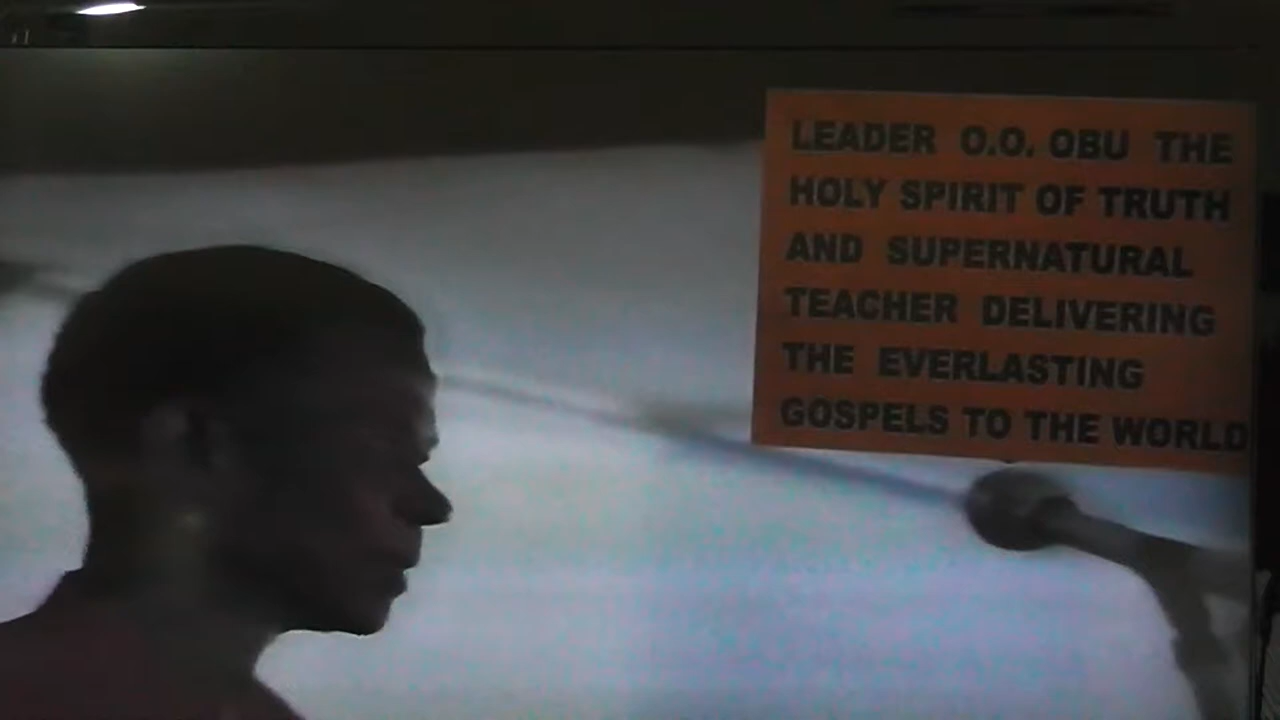 LEADER O.O. OBU THE
HOLY SPIRIT OF TRUTH
AND SUPERNATURAL
TEACHER DELIVERING
THE EVERLASTING
GOSPELS TO THE WORLD